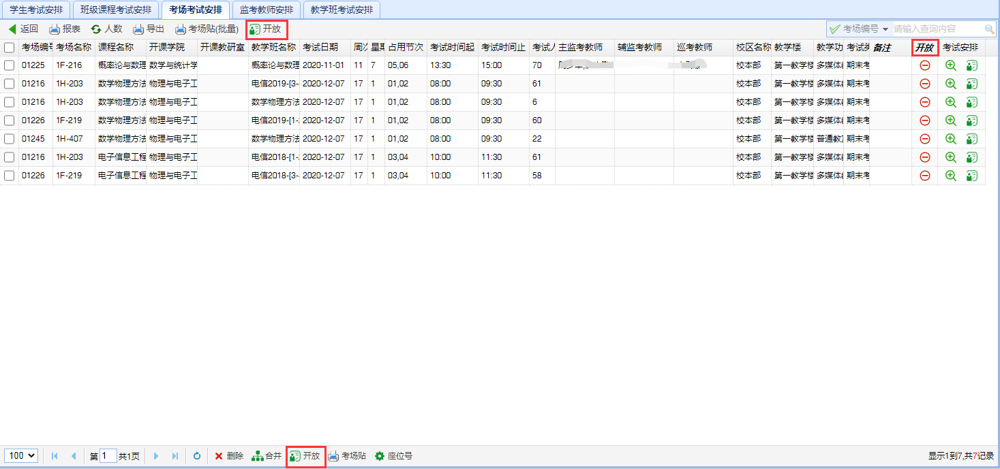 学生考试安排 班级课程考试安排 考场考试安排 监考教师安排 教学班考试安排
返回 报表 人数 导出 考场贴(批量) 开放 考场编号 请输入查询内容
考场编号 考场名称 课程名称 开课学院 开课教研室 教学班名称 考试日期 周次 星期 占用节次 考试时间起 考试时间止 考试人 主监考教师 辅监考教师 巡考教师 校区名称 教学楼 教学功 考试类 备注 开放 考试安排
01225 1F-216 概率论与数理 数学与统计学 概率论与数理 2020-11-01 11 7 05,06 13:30 15:00 70 校本部 第一教学楼 多媒体教 期末考
01216 1H-203 数学物理方法 物理与电子工 电信2019-[3-4 2020-12-07 17 1 01,02 08:00 09:30 61 校本部 第一教学楼 多媒体教 期末考
01216 1H-203 数学物理方法 物理与电子工 数学物理方法 2020-12-07 17 1 01,02 08:00 09:30 6 校本部 第一教学楼 多媒体教 期末考
01226 1F-219 数学物理方法 物理与电子工 电信2019-[1-2 2020-12-07 17 1 01,02 08:00 09:30 60 校本部 第一教学楼 多媒体教 期末考
01245 1H-407 数学物理方法 物理与电子工 数学物理方法 2020-12-07 17 1 01,02 08:00 09:30 22 校本部 第一教学楼 普通教室 期末考
01216 1H-203 电子信息工程 物理与电子工 电信2018-[1-2 2020-12-07 17 1 03,04 10:00 11:30 61 校本部 第一教学楼 多媒体教 期末考
01226 1F-219 电子信息工程 物理与电子工 电信2018-[3-4 2020-12-07 17 1 03,04 10:00 11:30 58 校本部 第一教学楼 多媒体教 期末考
100 第 1 共1页 删除 合并 开放 考场贴 座位号 显示1到7,共7记录